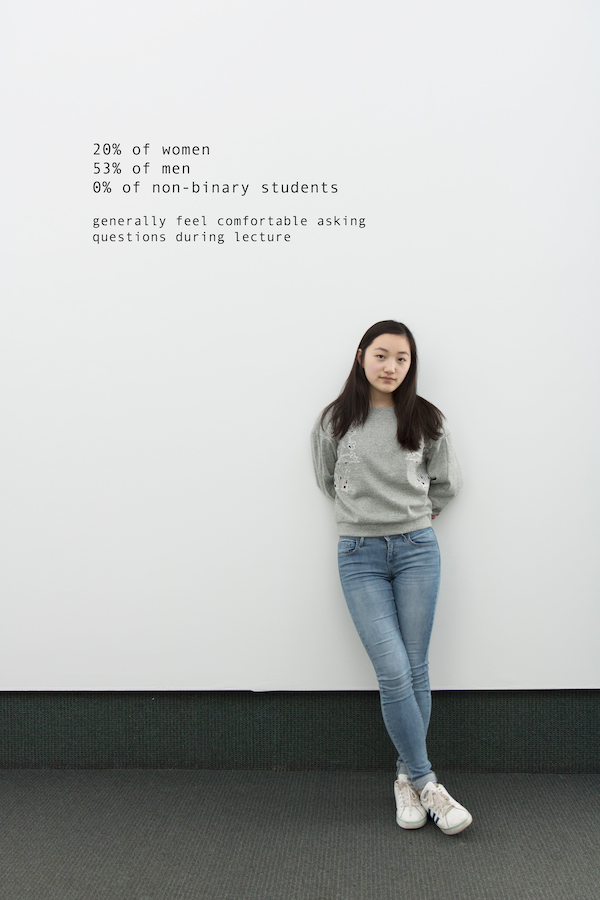 20% of women
53% of men
0% of non-binary students
generally feel comfortable asking
questions during lecture